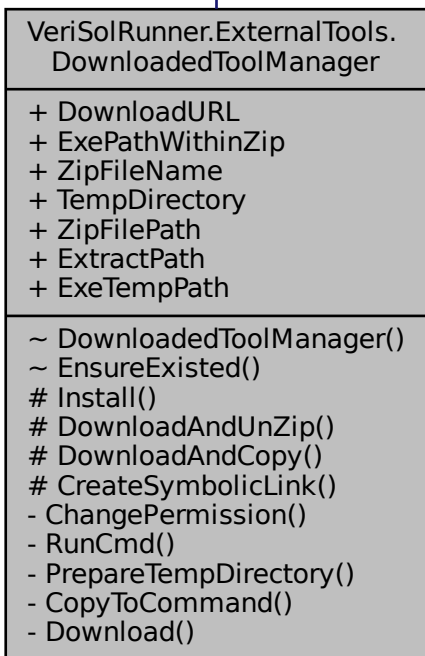 VeriSolRunner.ExternalTools.
DownloadedToolManager
+ DownloadURL
+ ExePathWithinZip
+ ZipFileName
+ TempDirectory
+ ZipFilePath
+ ExtractPath
+ ExeTempPath
~ DownloadedToolManager()
~ EnsureExisted()
# Install()
# DownloadAndUnZip()
# DownloadAndCopy()
# CreateSymbolicLink()
- ChangePermission()
- RunCmd()
- PrepareTempDirectory()
- CopyToCommand()
- Download()